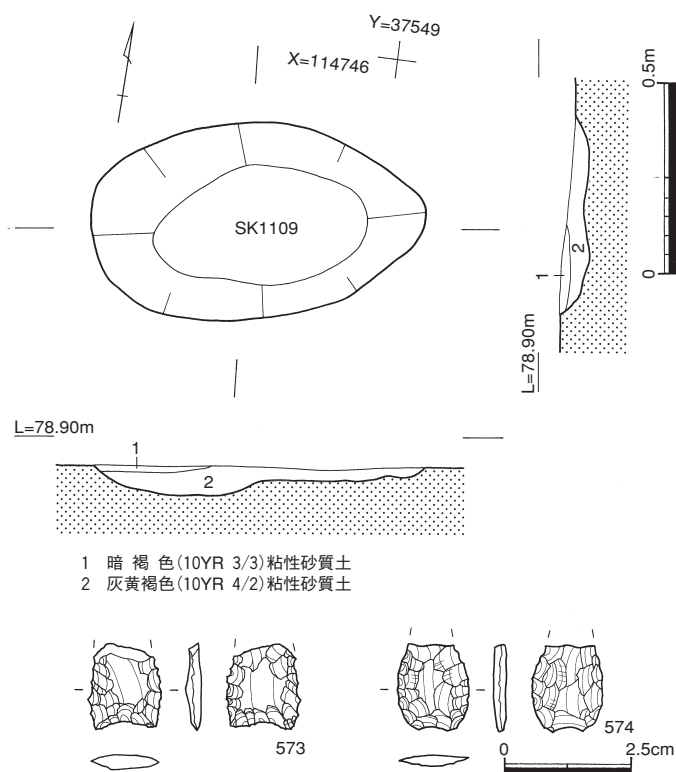 Y=37549
X=114746
0.5m
0
SK1109
1
2
L=78.90m
L=78.90m
1
2
1 暗 褐 色(10YR 3/3)粘性砂質土
2 灰黄褐色(10YR 4/2)粘性砂質土
573
574
0 2.5cm